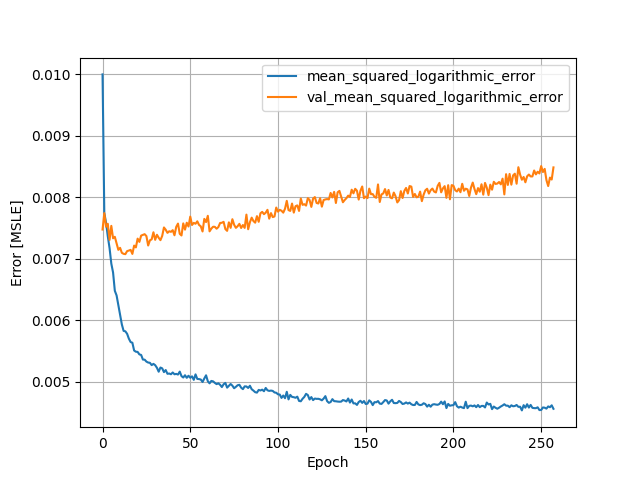 mean_squared_logarithmic_error
val_mean_squared_logarithmic_error
Error [MSLE]
0.010
0.009
0.008
0.007
0.006
0.005
0 50 100 150 200 250
Epoch